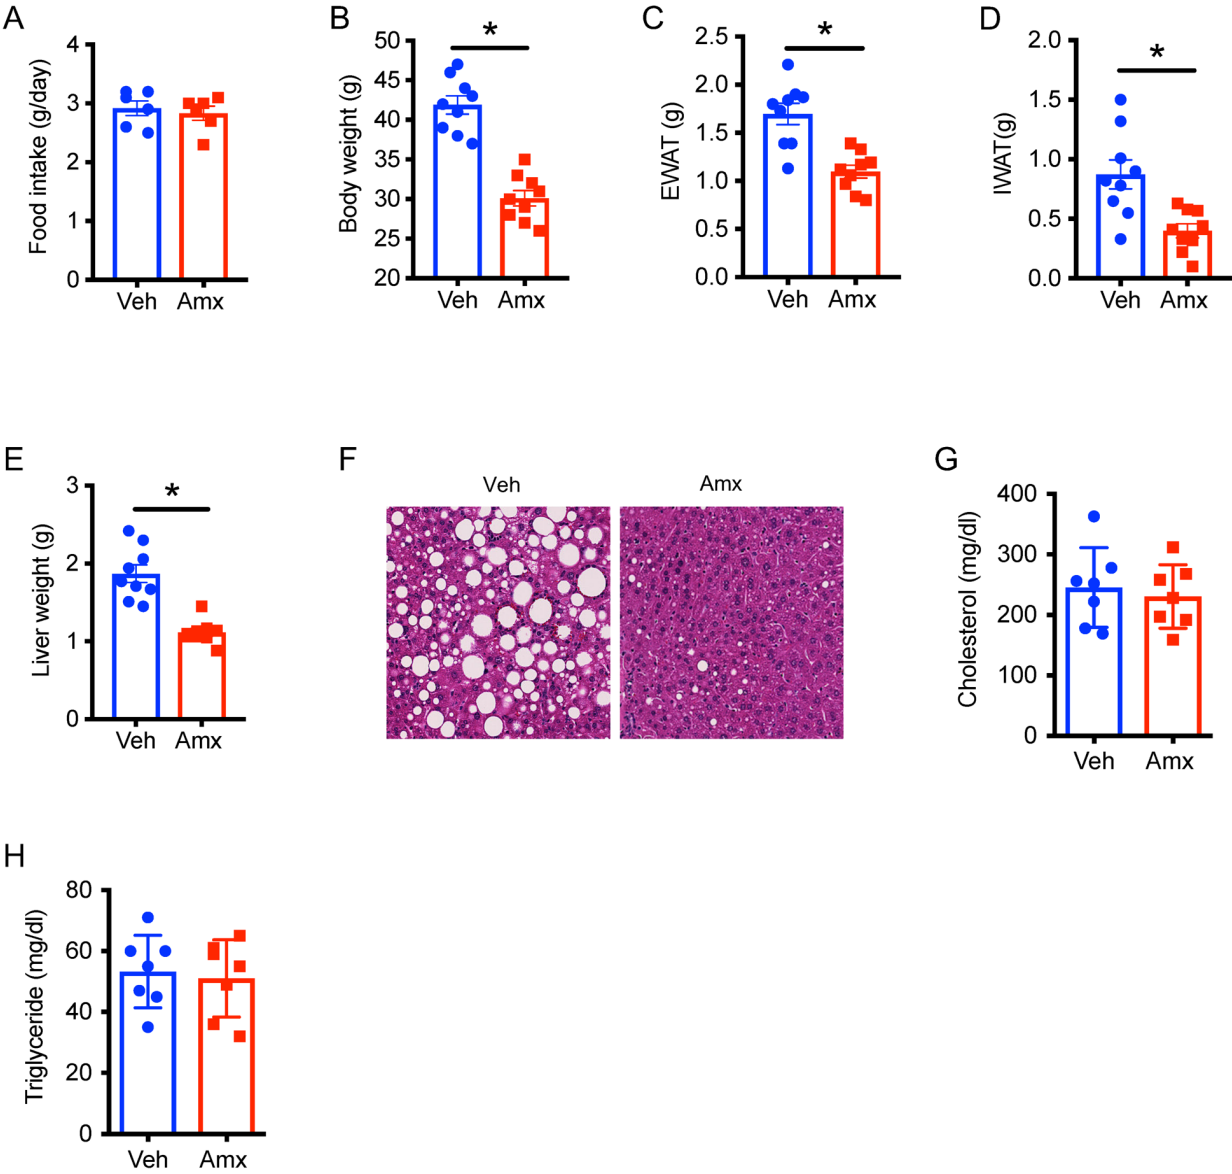 A
Food intake (g/day)
4
3
2
1
0
Veh Amx
B
Body weight (g)
50
45
40
35
30
25
20
*
Veh Amx
C
EWAT (g)
2.5
2.0
1.5
1.0
0.5
0.0
*
Veh Amx
D
IWAT(g)
2.0
1.5
1.0
0.5
0.0
*
Veh Amx
E
Liver weight (g)
3
2
1
0
*
Veh Amx
F
Veh Amx
G
Cholesterol (mg/dl)
400
300
200
100
0
Veh Amx
H
Triglyceride (mg/dl)
80
60
40
20
0
Veh Amx